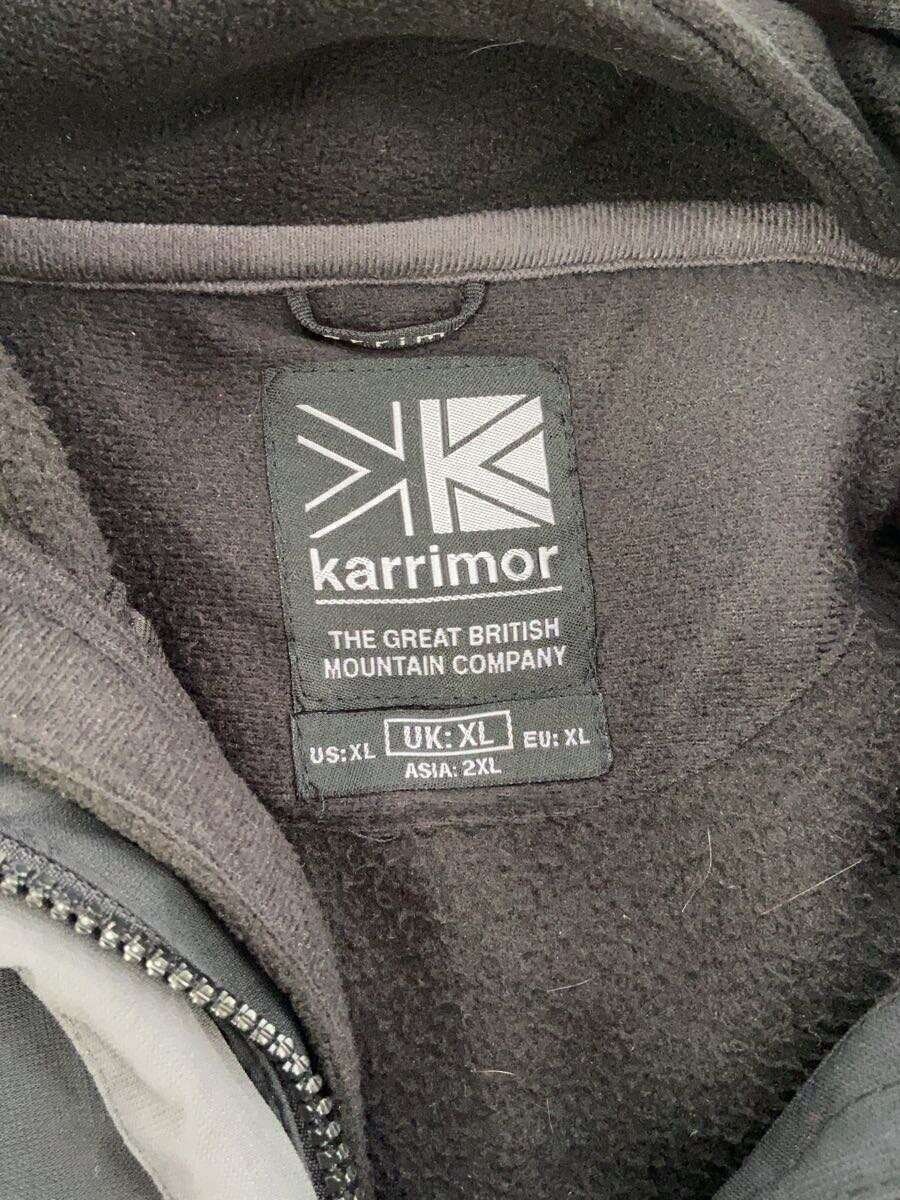 karrimor
THE GREAT BRITISH
MOUNTAIN COMPANY
US: XL UK: XL EU: XL
ASIA: 2XL